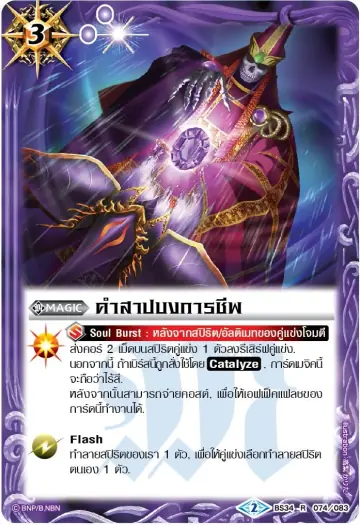 3
MAGIC คำสาปบงการชีพ
Soul Burst : หลังจากสปิริต/อัลติเมทของคู่แข่งโจมตี
ส่งคอร์ 2 เม็ดบนสปิริตคู่แข่ง 1 ตัวลงรีเสิร์ฟคู่แข่ง.
นอกจากนี้ ถ้าเบิร์สนี้ถูกสั่งใช้โดย Catalyze , การ์ดเมจิคนี้
จะถือว่าไร้สี.
หลังจากนั้นสามารถจ่ายคอสต์, เพื่อให้เอฟเฟ็คแฟลชของ
การ์ดนี้ทำงานได้.
Flash
ทำลายสปิริตของเรา 1 ตัว, เพื่อให้คู่แข่งเลือกทำลายสปิริต
ตนเอง 1 ตัว.
© BNP/B,NBN
2 BS34 - R 074/083